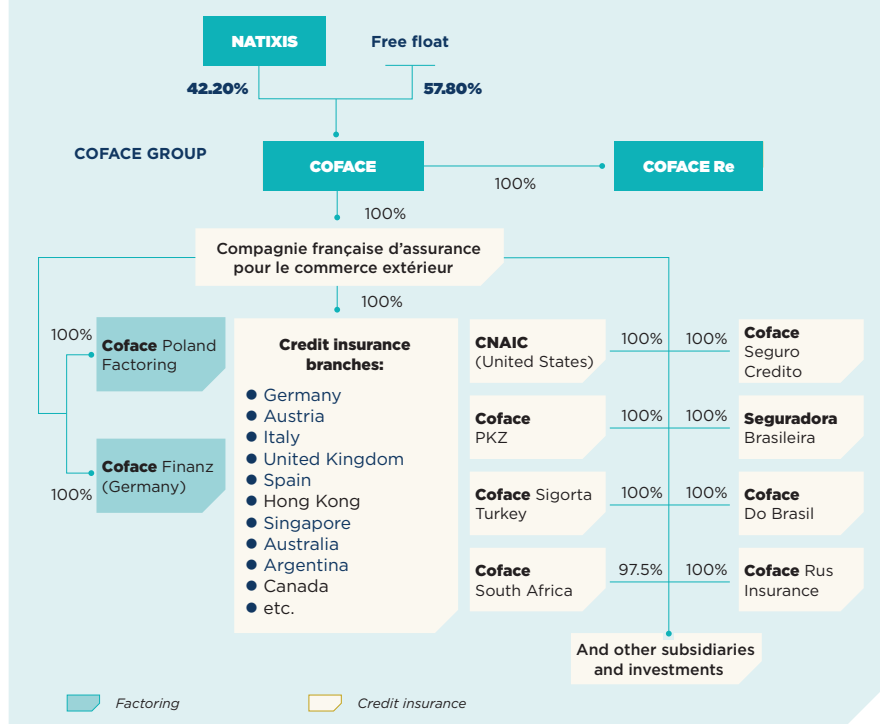 NATIXIS
Free float
42.20%
57.80%
COFACE GROUP
COFACE
100%
COFACE Re
100%
Compagnie française d'assurance
pour le commerce extérieur
100%
100%
Coface Poland
Factoring
100%
Coface Finanz
(Germany)
Credit insurance
branches:
● Germany
● Austria
● Italy
● United Kingdom
● Spain
● Hong Kong
● Singapore
● Australia
● Argentina
● Canada
● etc.
CNAIC
(United States)
100%
100%
Coface
Seguro
Credito
Coface
PKZ
100%
100%
Seguradora
Brasileira
Coface Sigorta
Turkey
100%
100%
Coface
Do Brasil
Coface
South Africa
97.5%
100%
Coface Rus
Insurance
And other subsidiaries
and investments
Factoring
Credit insurance